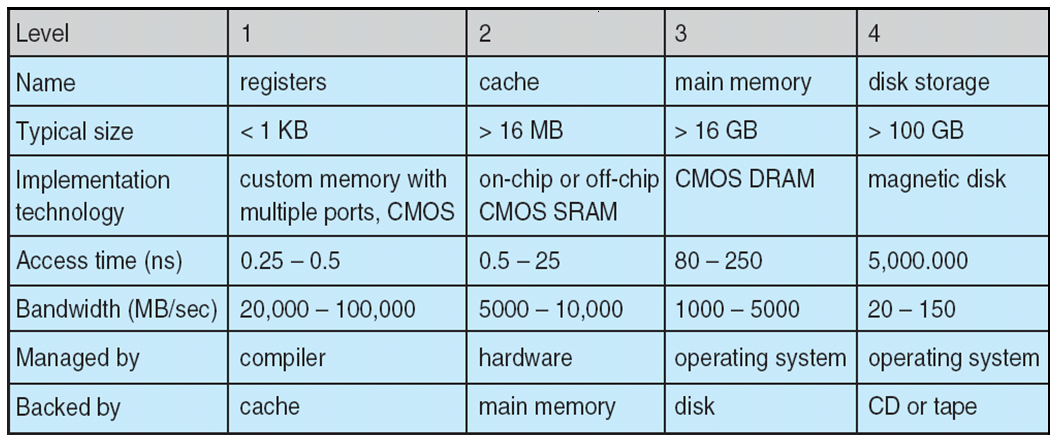 Level 1 2 3 4
Name registers cache main memory disk storage
Typical size < 1 KB > 16 MB > 16 GB > 100 GB
Implementation technology custom memory with multiple ports, CMOS on-chip or off-chip CMOS SRAM CMOS DRAM magnetic disk
Access time (ns) 0.25 – 0.5 0.5 – 25 80 – 250 5,000.000
Bandwidth (MB/sec) 20,000 – 100,000 5000 – 10,000 1000 – 5000 20 – 150
Managed by compiler hardware operating system operating system
Backed by cache main memory disk CD or tape